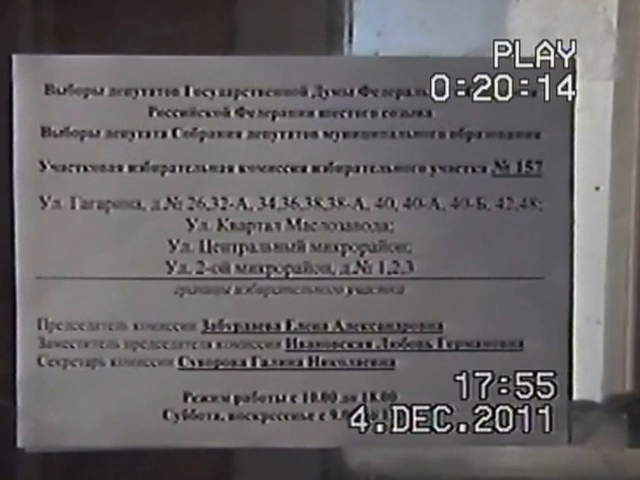 PLAY
0:20:14
Выборы депутатов Государственной Думы
Российской Федерации шестого созыва
Выборы депутата Собрания депутатов муниципального образования
Участковая избирательная комиссия избирательного участка № 157
Ул. Гагарина, д.№ 26,32-А, 34,36,38,38-А, 40, 40-А, 40-Б, 42,48;
Ул. Квартал Маслозавода;
Ул. Центральный микрорайон;
Ул. 2-ой микрорайон, д.№ 1,2,3
границы избирательного участка
Председатель комиссии Забурдаева Елена Александровна
Заместитель председателя комиссии Ивановская Любовь Германовна
Секретарь комиссии Суворова Галина Николаевна
Режим работы с 10.00 до 18.00
Суббота, воскресенье с
17:55
4.DEC.2011